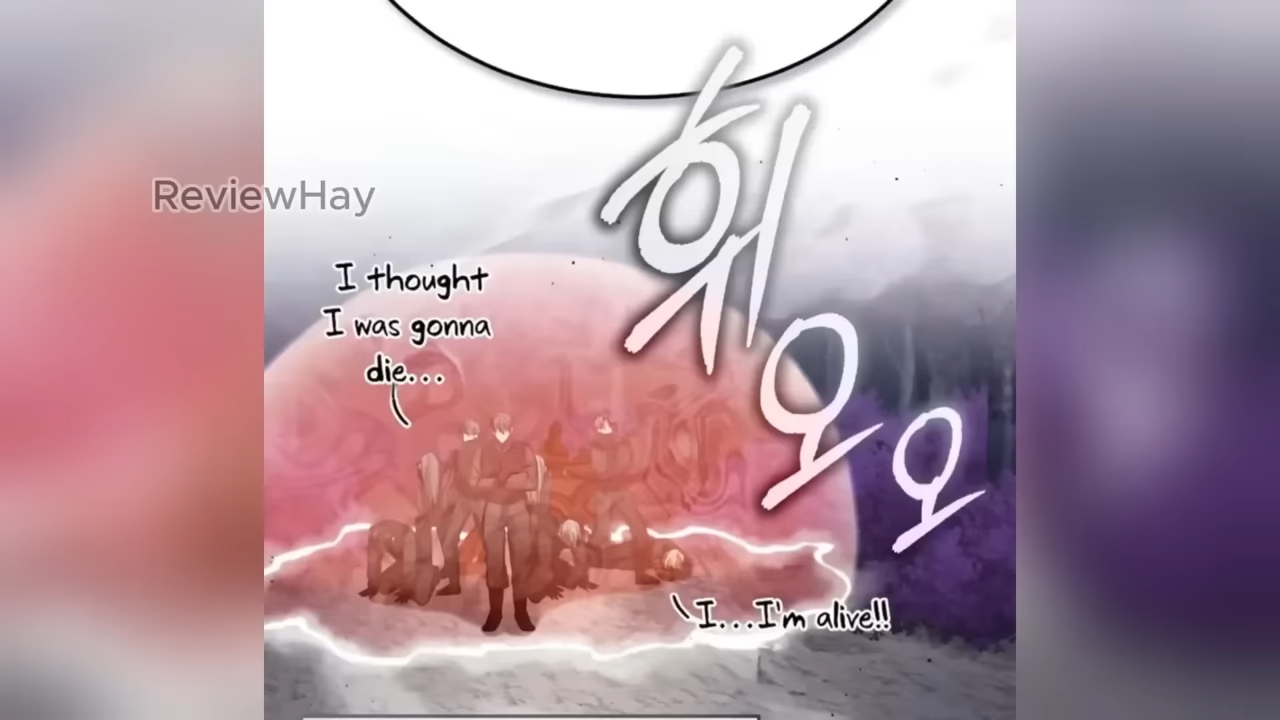 휘
오
오
ReviewHay
I thought
I was gonna
die...
I...I'm alive!!